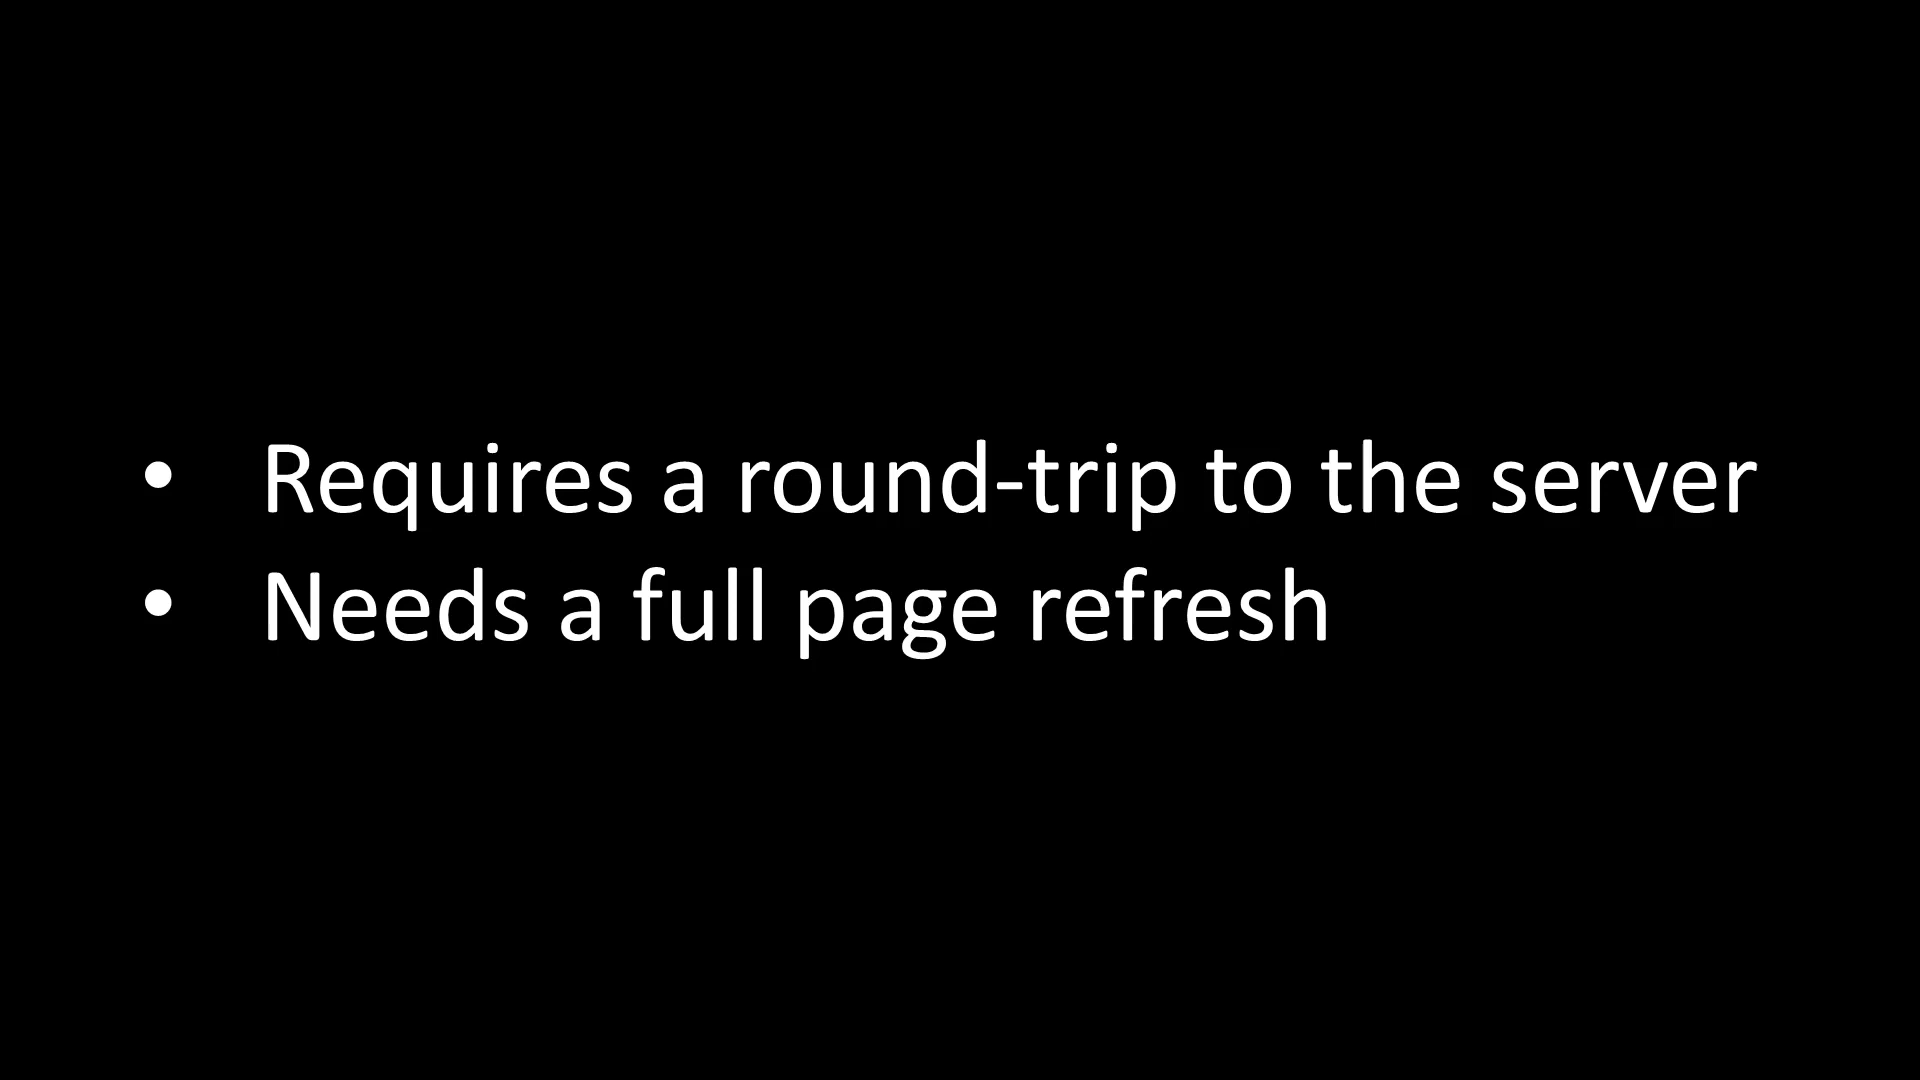 • Requires a round-trip to the server
• Needs a full page refresh